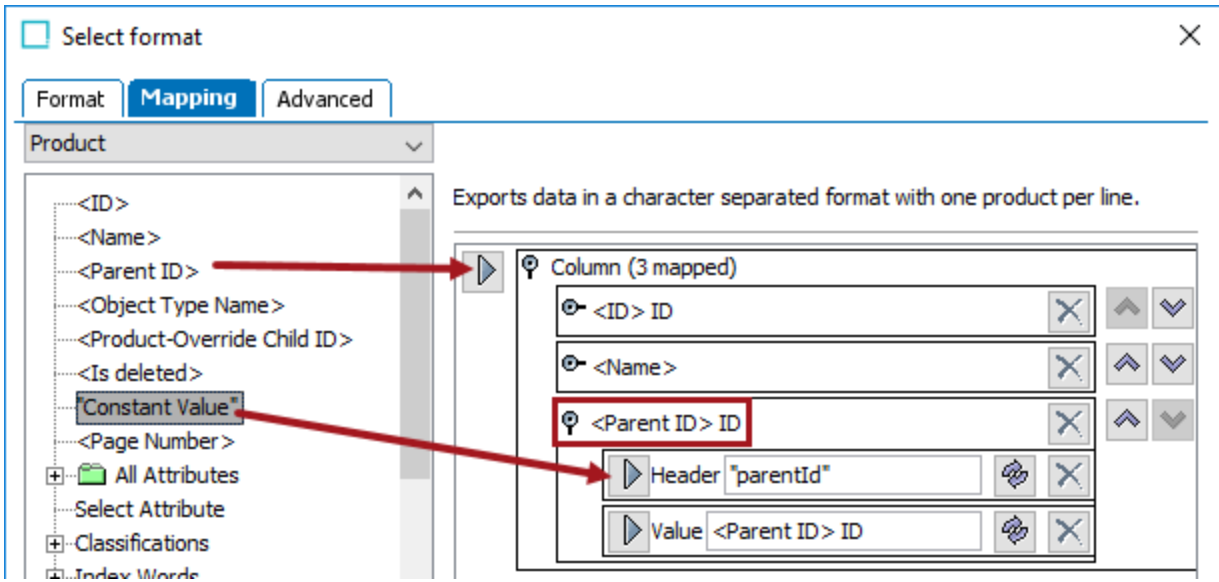 Select format
Format Mapping Advanced
Product
<ID>
<Name>
<Parent ID>
<Object Type Name>
<Product-Override Child ID>
<Is deleted>
"Constant Value"
<Page Number>
All Attributes
Select Attribute
Classifications
Index Words
Exports data in a character separated format with one product per line.
Column (3 mapped)
<ID> ID
<Name>
<Parent ID> ID
Header "parentId"
Value <Parent ID> ID